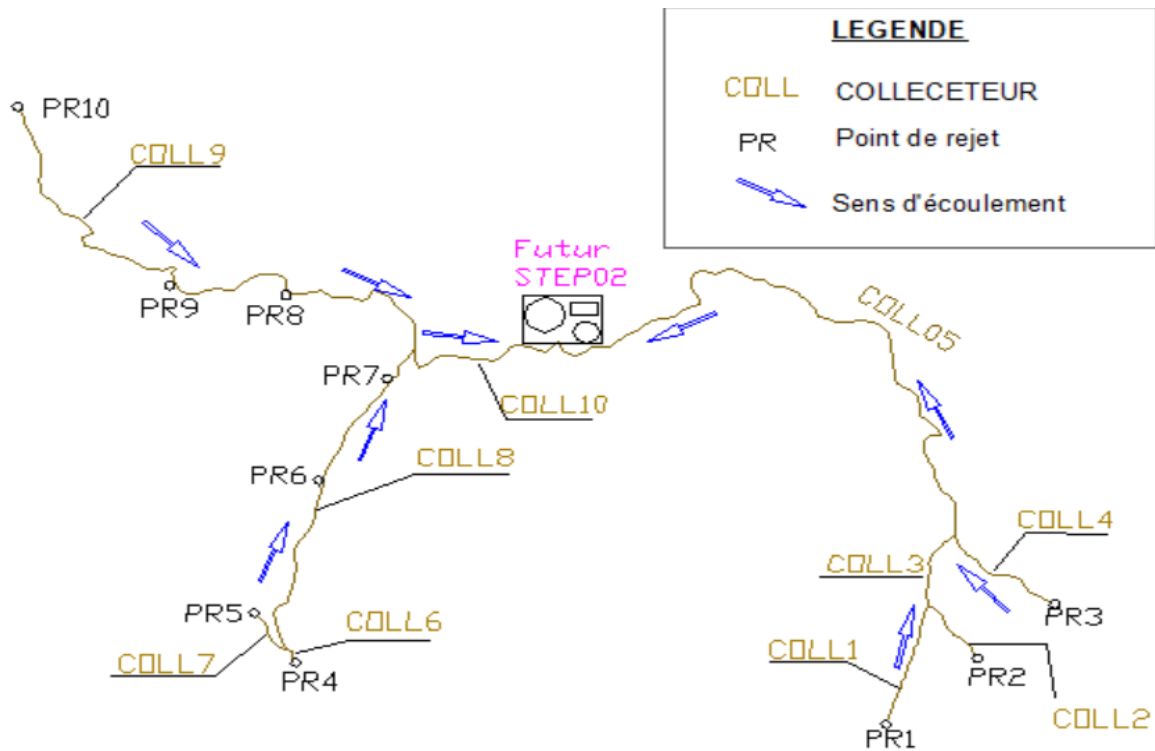 LEGENDE
COLL COLLECETEUR
PR Point de rejet
Sens d'écoulement
PR10
COLL9
Futur
STEP02
PR9
PR8
COLL05
PR7
COLL10
PR6
COLL8
COLL4
COLL3
PR5
COLL6
PR3
COLL7
PR4
COLL1
PR2
COLL2
PR1